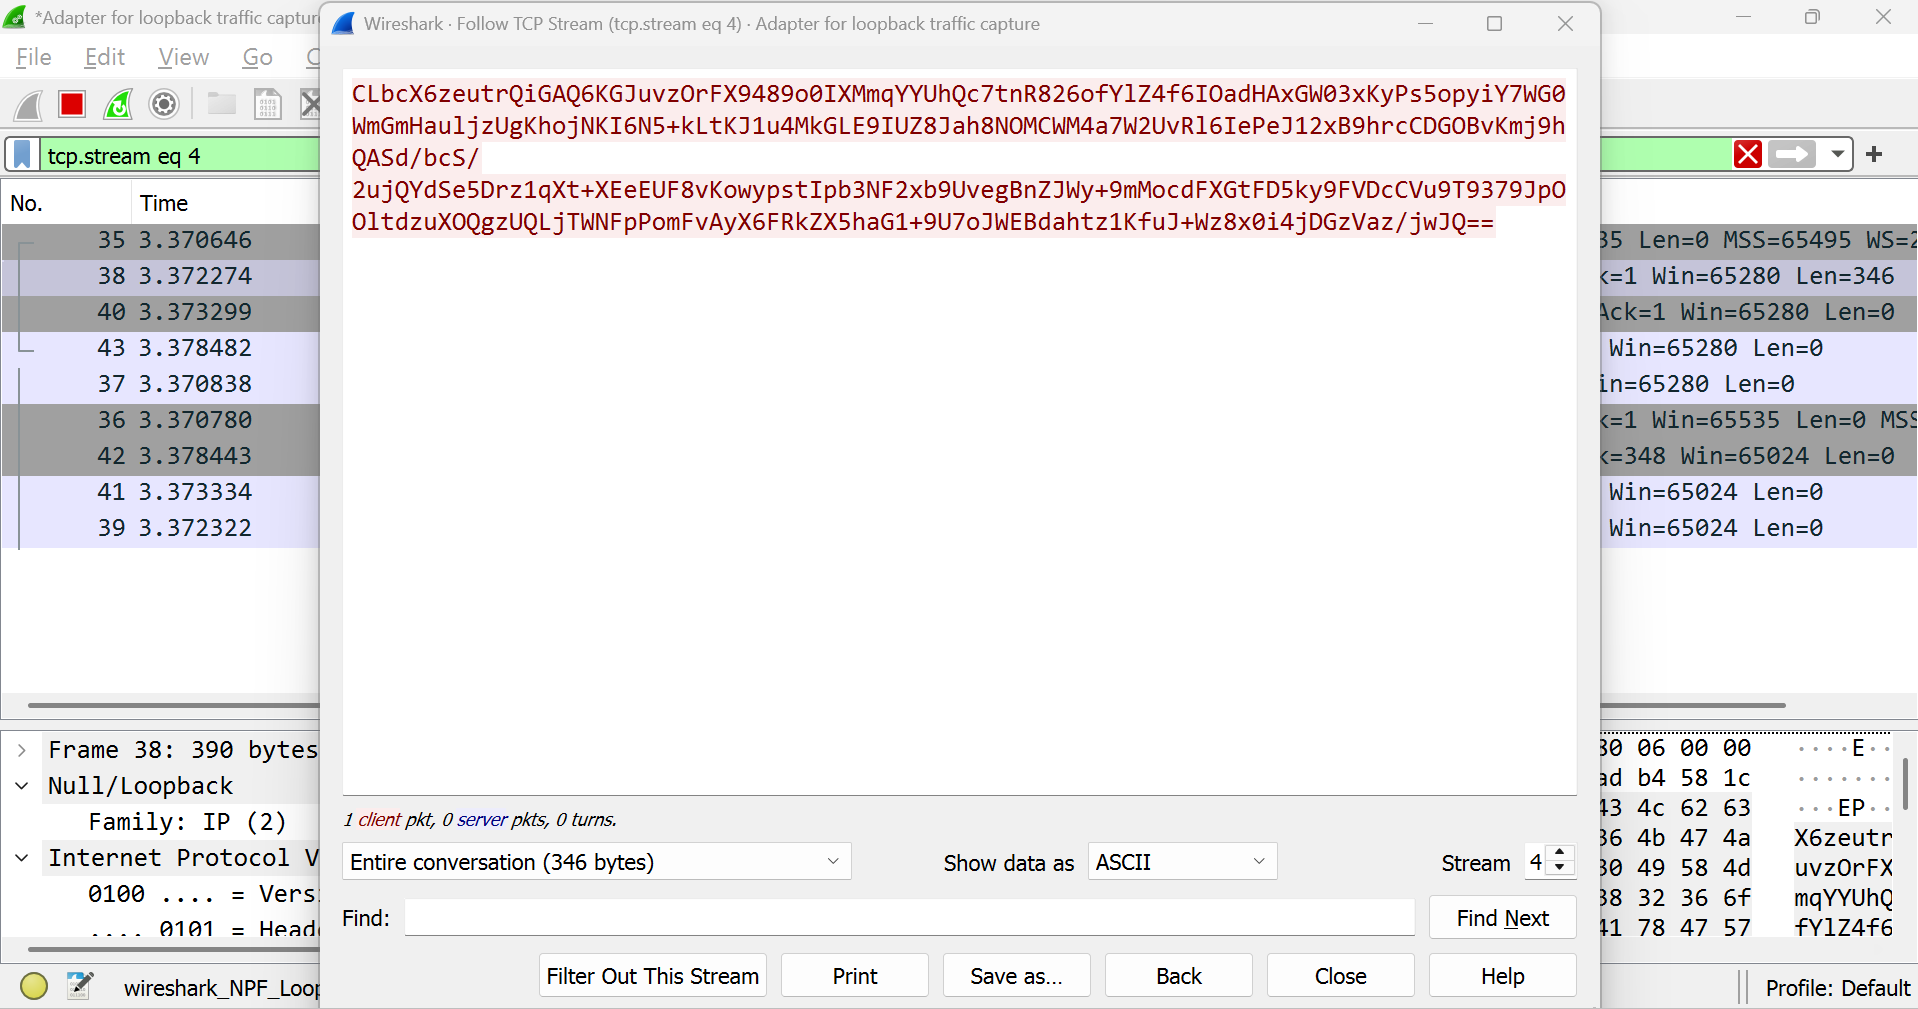 *Adapter for loopback traffic captur
Wireshark · Follow TCP Stream (tcp.stream eq 4) · Adapter for loopback traffic capture
File Edit View Go
tcp.stream eq 4
CLbcX6zeutrQiGAQ6KGJuvzOrFX9489o0IXMmqYYUhQc7tnR826ofYlZ4f6IOadHAxGW03xKyPs5opyiY7WG0
WmGmHauljzUgKhojNKI6N5+kLtKJ1u4MkGLE9IUZ8Jah8NOMCWM4a7W2UvRl6IePeJ12xB9hrcCDGOBvKmj9h
QASd/bcS/
2ujQYdSe5Drz1qXt+XEeEUF8vKowypstIpb3NF2xb9UvegBnZJWy+9mMocdFXGtFD5ky9FVDcCVu9T9379JpO
OltdzuXOQgzUQLjTWNFpPomFvAyX6FRkZX5haG1+9U7oJWEBdahtz1KfuJ+Wz8x0i4jDGzVaz/jwJQ==
No. Time
35 3.370646 35 Len=0 MSS=65495 WS=2
38 3.372274 k=1 Win=65280 Len=346
40 3.373299 Ack=1 Win=65280 Len=0
43 3.378482 Win=65280 Len=0
37 3.370838 in=65280 Len=0
36 3.370780 k=1 Win=65535 Len=0 MSS
42 3.378443 k=348 Win=65024 Len=0
41 3.373334 Win=65024 Len=0
39 3.372322 Win=65024 Len=0
Frame 38: 390 bytes
Null/Loopback
Family: IP (2)
Internet Protocol V
0100 .... = Vers
.... 0101 = Head
80 06 00 00 ····E··
ad b4 58 1c ·······
43 4c 62 63 ···EP··
36 4b 47 4a X6zeutr
30 49 58 4d uvzOrFX
38 32 36 6f mqYYUhQ
41 78 47 57 fYlZ4f6
1 client pkt, 0 server pkts, 0 turns.
Entire conversation (346 bytes) Show data as ASCII Stream 4
Find: Find Next
Filter Out This Stream Print Save as... Back Close Help
wireshark_NPF_Loo Profile: Default